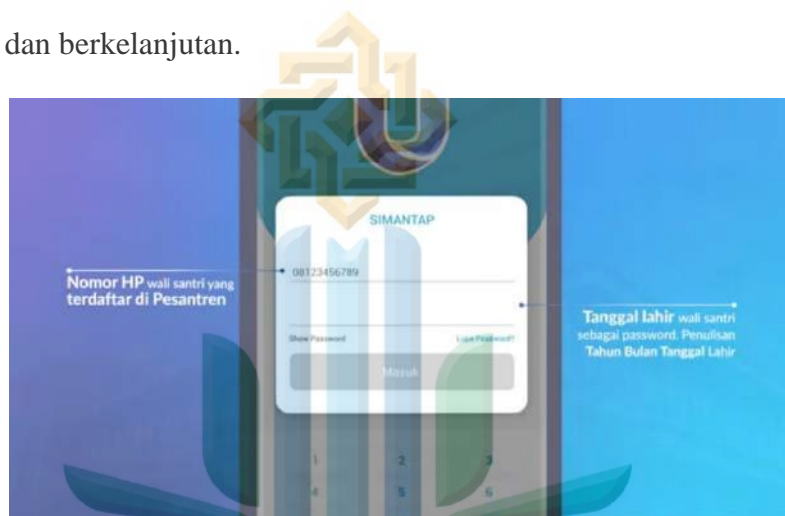 dan berkelanjutan.
SIMANTAP
08123456789
Nomor HP wali santri yang
terdaftar di Pesantren
Tanggal lahir wali santri
sebagai password. Penulisan
Tahun Bulan Tanggal Lahir
Show Password
Lupa Password?
Masuk
1 2 3
4 5 6